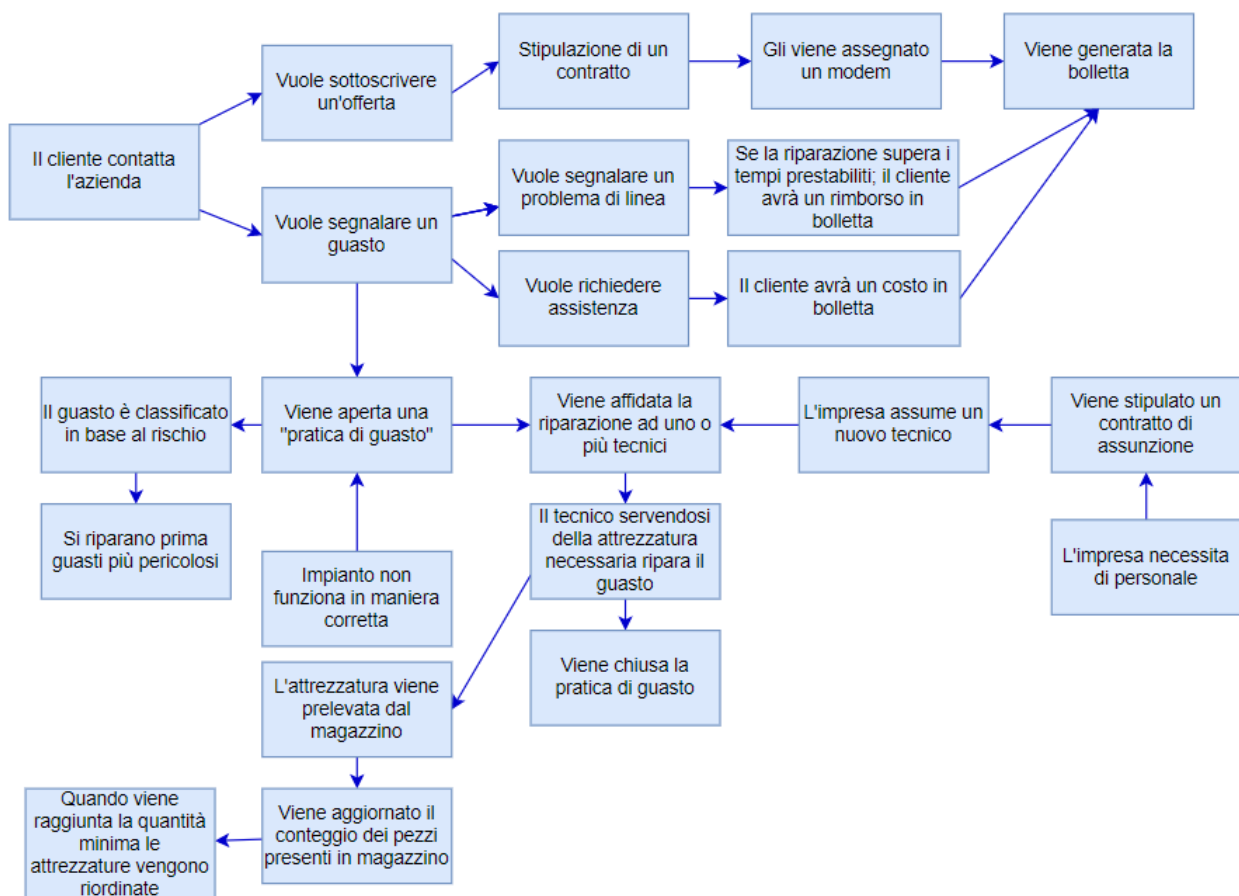 Vuole sottoscrivere
un'offerta
Stipulazione di un
contratto
Gli viene assegnato
un modem
Viene generata la
bolletta
Il cliente contatta
l'azienda
Vuole segnalare un
guasto
Vuole segnalare un
problema di linea
Se la riparazione supera i
tempi prestabiliti; il cliente
avrà un rimborso in
bolletta
Vuole richiedere
assistenza
Il cliente avrà un costo in
bolletta
Il guasto è classificato
in base al rischio
Viene aperta una
"pratica di guasto"
Viene affidata la
riparazione ad uno o
più tecnici
L'impresa assume un
nuovo tecnico
Viene stipulato un
contratto di
assunzione
Si riparano prima
guasti più pericolosi
Impianto non
funziona in maniera
corretta
Il tecnico servendosi
della attrezzatura
necessaria ripara il
guasto
L'impresa necessita
di personale
L'attrezzatura viene
prelevata dal
magazzino
Viene chiusa la
pratica di guasto
Quando viene
raggiunta la quantità
minima le
attrezzature vengono
riordinate
Viene aggiornato il
conteggio dei pezzi
presenti in magazzino